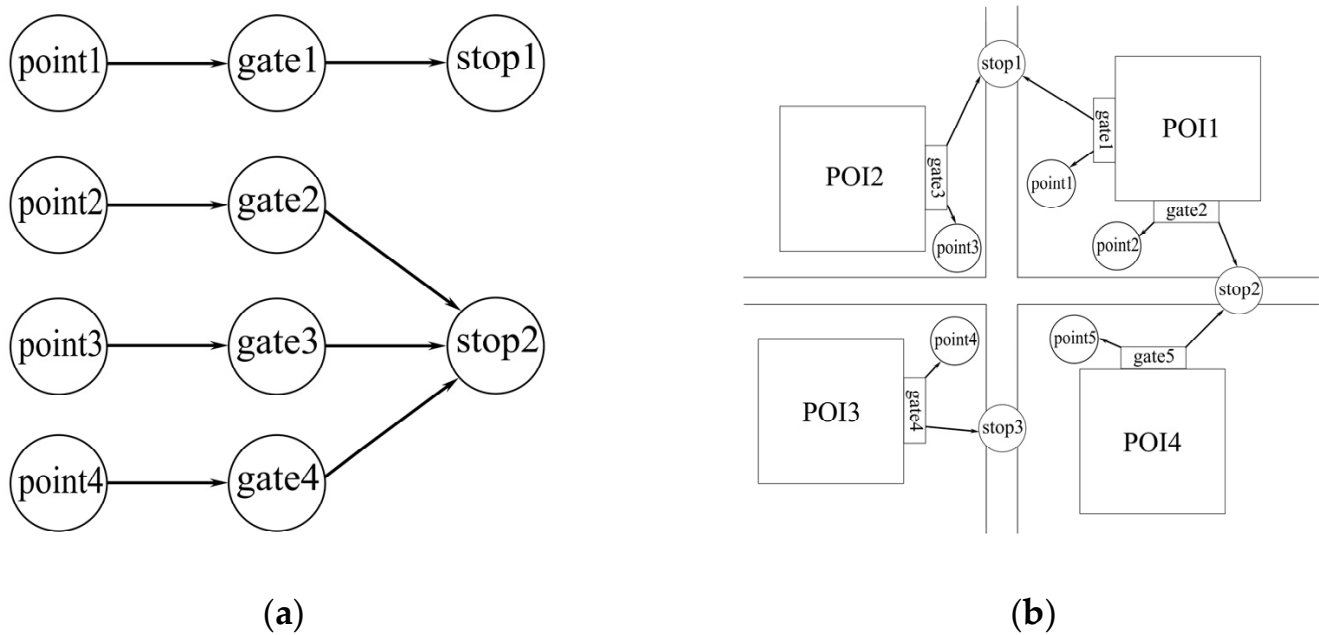 point1 gate1 stop1
point2 gate2
point3 gate3 stop2
point4 gate4
(a)
stop1
POI1
gate1
POI2
gate3
point1
gate2
point3
point2
stop2
point4
point5
gate5
POI3
gate4
stop3
POI4
(b)